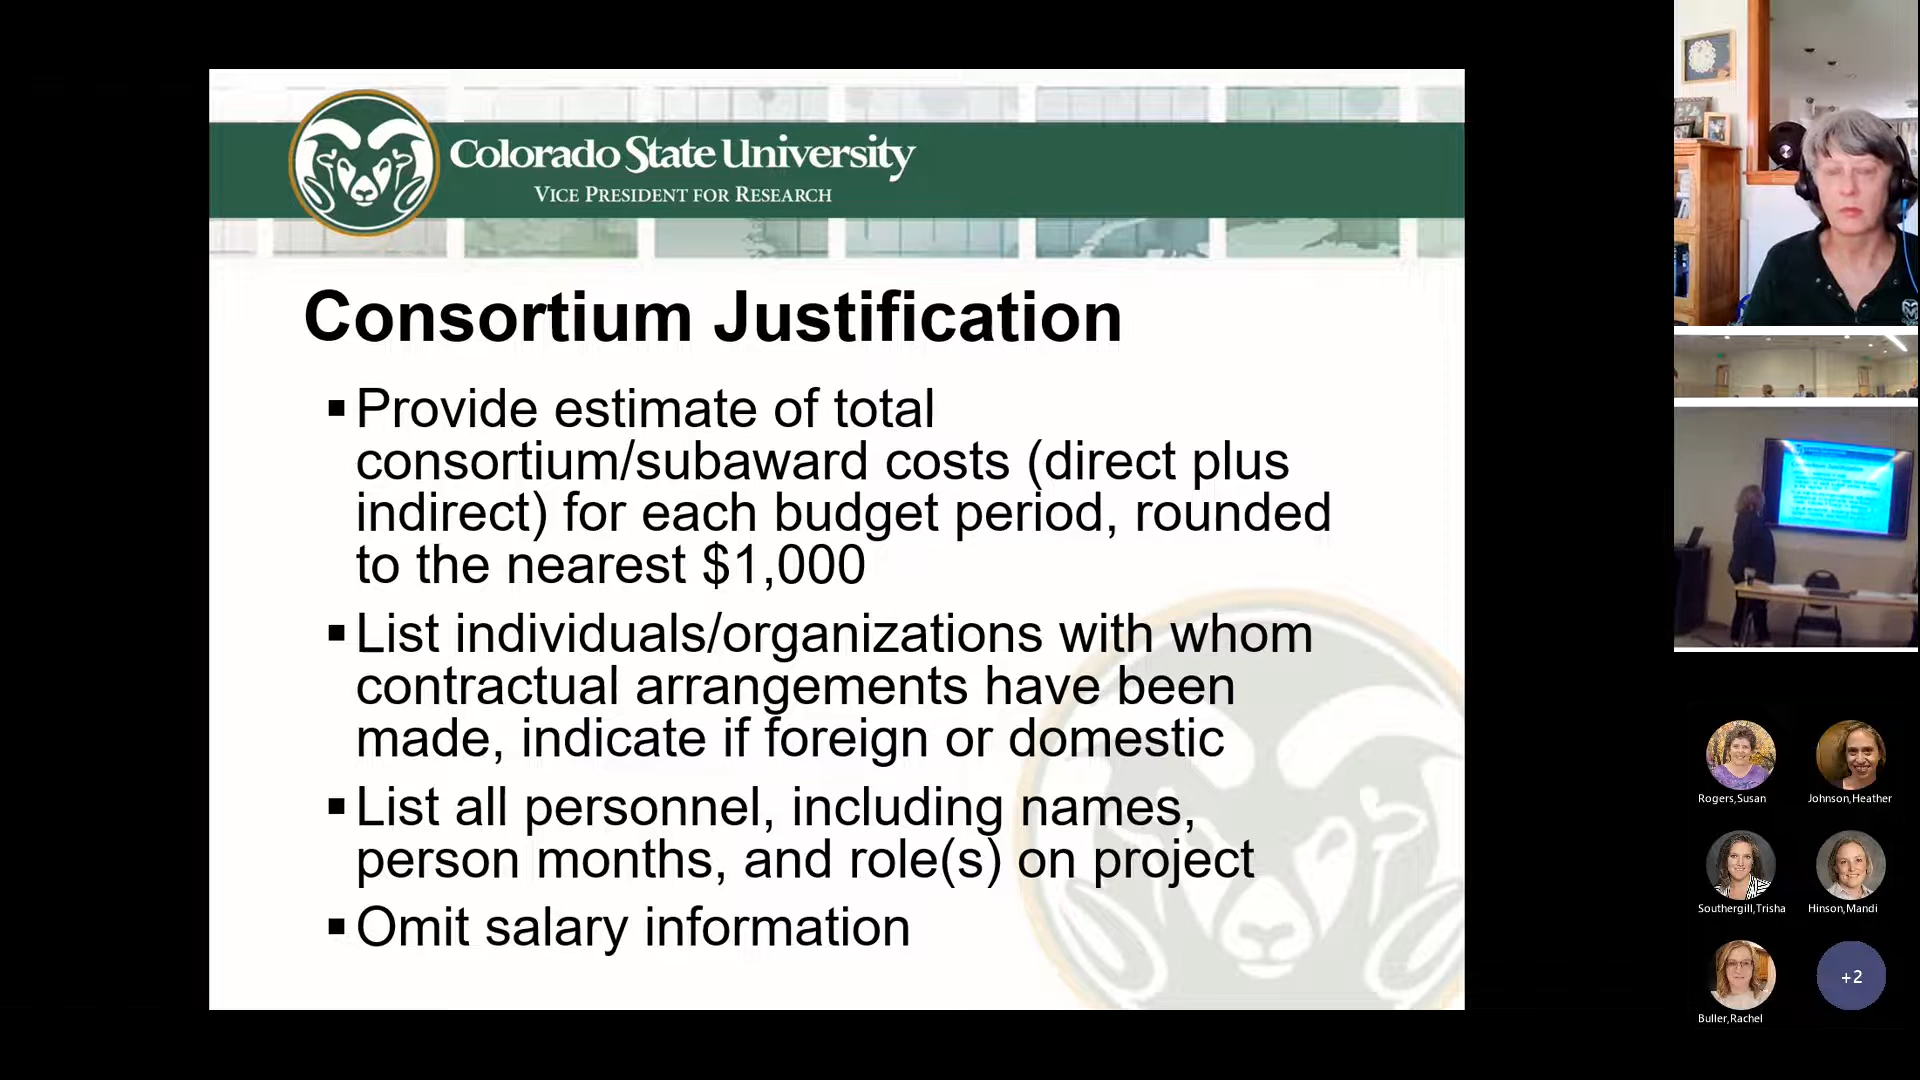 Colorado State University
VICE PRESIDENT FOR RESEARCH
Consortium Justification
▪ Provide estimate of total
consortium/subaward costs (direct plus
indirect) for each budget period, rounded
to the nearest $1,000
▪ List individuals/organizations with whom
contractual arrangements have been
made, indicate if foreign or domestic
▪ List all personnel, including names,
person months, and role(s) on project
▪ Omit salary information
Rogers,Susan
Johnson,Heather
Southergill,Trisha
Hinson,Mandi
Buller,Rachel
+2